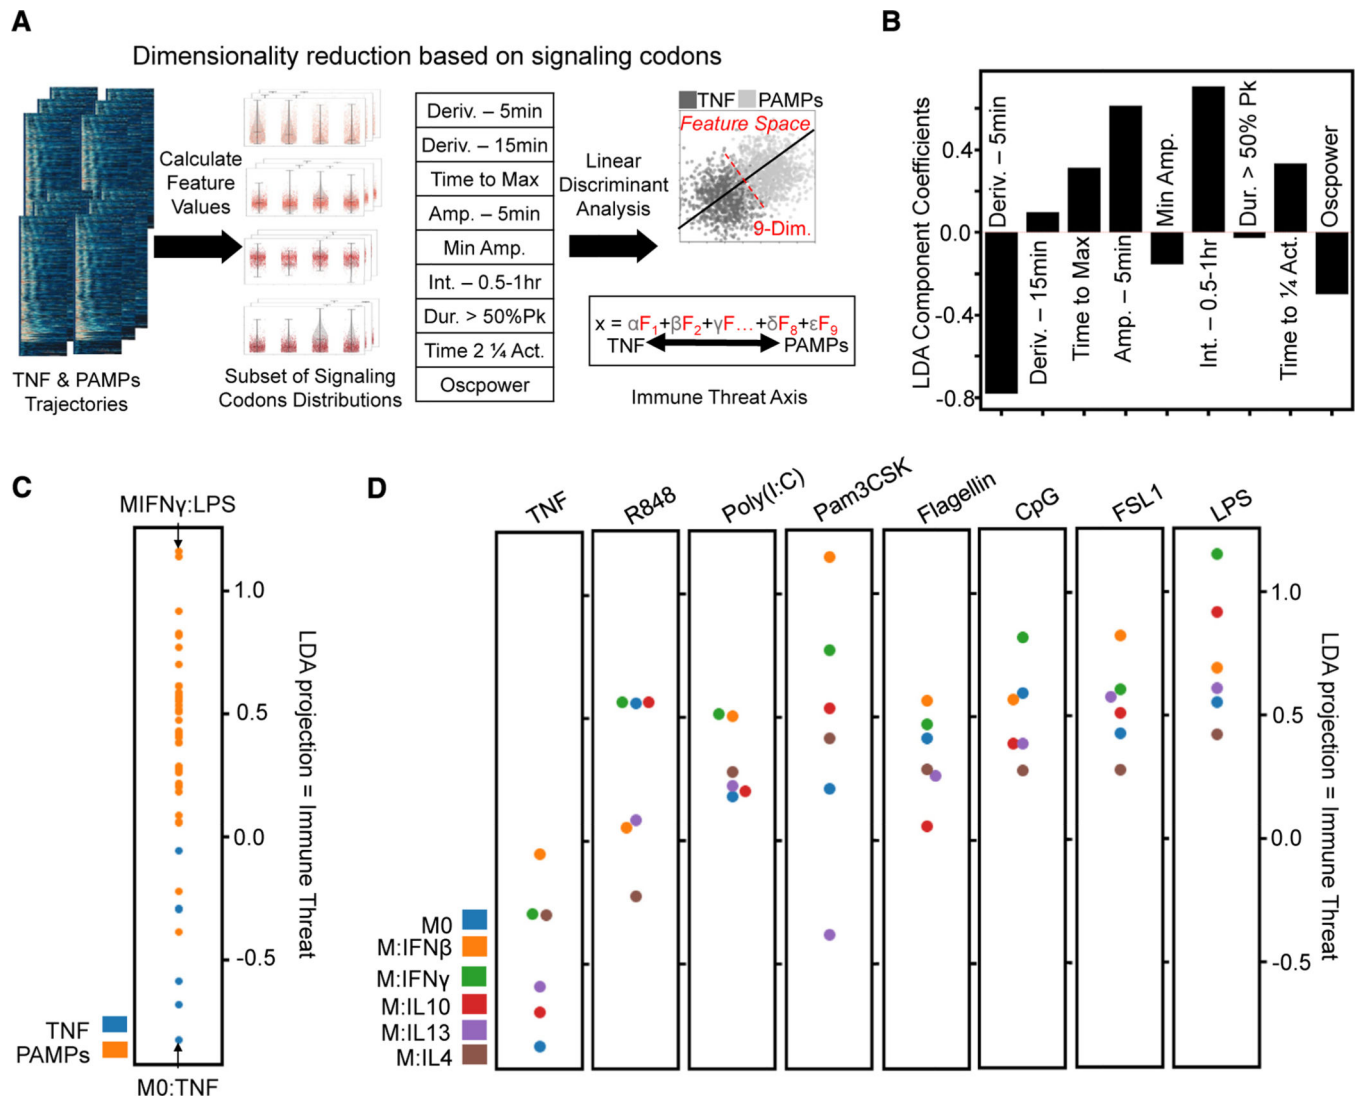 A
Dimensionality reduction based on signaling codons
Calculate
Feature
Values
TNF & PAMPs
Trajectories
Subset of Signaling
Codons Distributions
Deriv. – 5min
Deriv. – 15min
Time to Max
Amp. – 5min
Min Amp.
Int. – 0.5-1hr
Dur. > 50%Pk
Time 2 ¼ Act.
Oscpower
Linear
Discriminant
Analysis
TNF PAMPs
Feature Space
9-Dim.
x = αF1+βF2+γF...+δF8+εF9
TNF PAMPs
Immune Threat Axis
B
LDA Component Coefficients
0.4
0.0
-0.4
-0.8
Deriv. – 5min
Deriv. – 15min
Time to Max
Amp. – 5min
Min Amp.
Int. – 0.5-1hr
Dur. > 50% Pk
Time to ¼ Act.
Oscpower
C
MIFNγ:LPS
1.0
0.5
0.0
-0.5
LDA projection = Immune Threat
TNF
PAMPs
M0:TNF
D
TNF
R848
Poly(I:C)
Pam3CSK
Flagellin
CpG
FSL1
LPS
M0
M:IFNβ
M:IFNγ
M:IL10
M:IL13
M:IL4
1.0
0.5
0.0
-0.5
LDA projection = Immune Threat